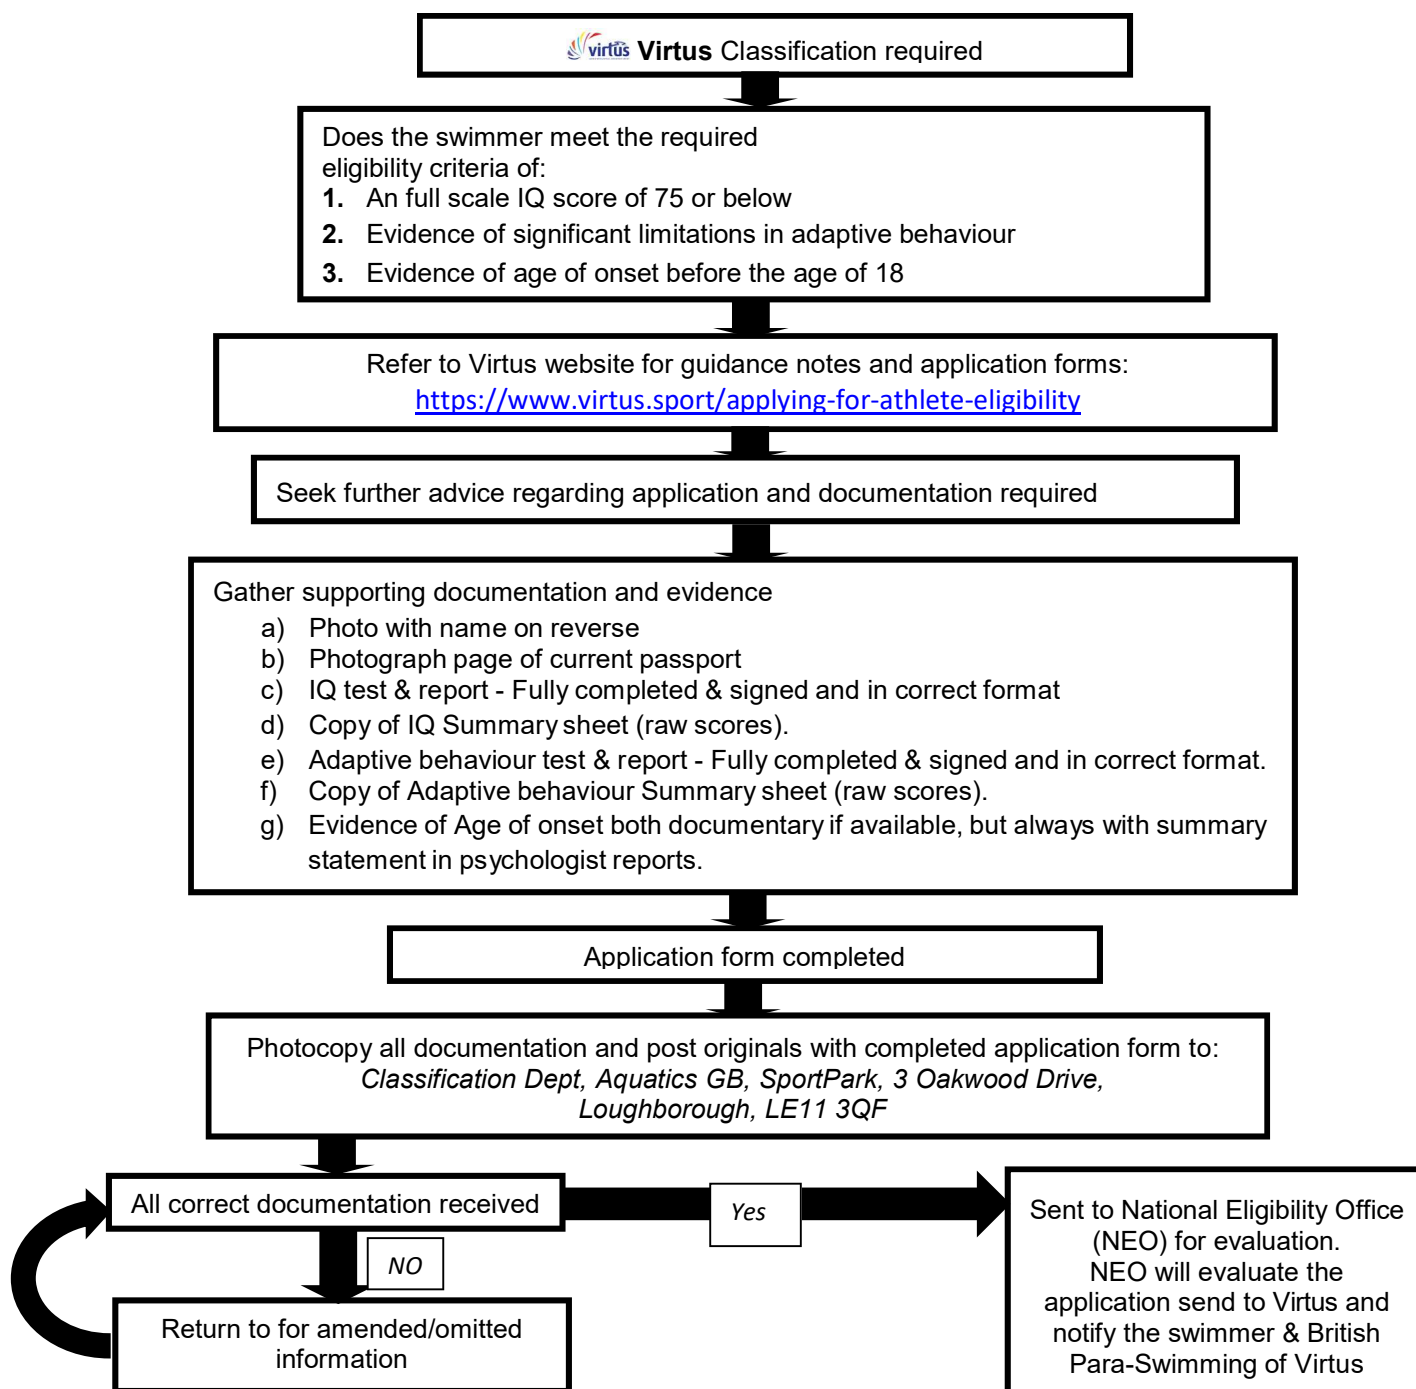 virtus Virtus Classification required
Does the swimmer meet the required
eligibility criteria of:
1. An full scale IQ score of 75 or below
2. Evidence of significant limitations in adaptive behaviour
3. Evidence of age of onset before the age of 18
Refer to Virtus website for guidance notes and application forms:
https://www.virtus.sport/applying-for-athlete-eligibility
Seek further advice regarding application and documentation required
Gather supporting documentation and evidence
a) Photo with name on reverse
b) Photograph page of current passport
c) IQ test & report - Fully completed & signed and in correct format
d) Copy of IQ Summary sheet (raw scores).
e) Adaptive behaviour test & report - Fully completed & signed and in correct format.
f) Copy of Adaptive behaviour Summary sheet (raw scores).
g) Evidence of Age of onset both documentary if available, but always with summary
statement in psychologist reports.
Application form completed
Photocopy all documentation and post originals with completed application form to:
Classification Dept, Aquatics GB, SportPark, 3 Oakwood Drive,
Loughborough, LE11 3QF
All correct documentation received
Yes
NO
Return to for amended/omitted
information
Sent to National Eligibility Office
(NEO) for evaluation.
NEO will evaluate the
application send to Virtus and
notify the swimmer & British
Para-Swimming of Virtus